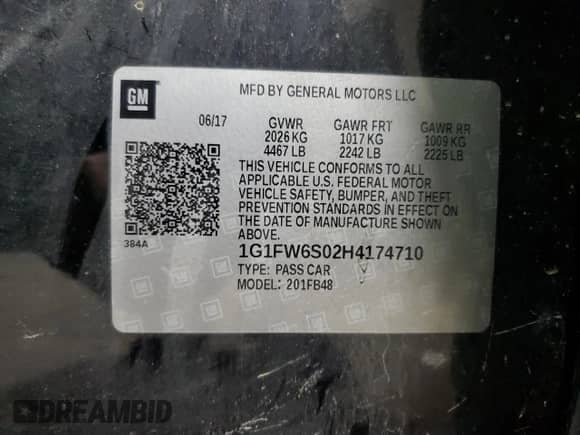 GM
MFD BY GENERAL MOTORS LLC
06/17 GVWR GAWR FRT GAWR RR
2026 KG 1017 KG 1009 KG
4467 LB 2242 LB 2225 LB
THIS VEHICLE CONFORMS TO ALL
APPLICABLE U.S. FEDERAL MOTOR
VEHICLE SAFETY, BUMPER, AND THEFT
PREVENTION STANDARDS IN EFFECT ON
THE DATE OF MANUFACTURE SHOWN
ABOVE.
384A
1G1FW6S02H4174710
TYPE: PASS CAR
MODEL: 201FB48
DREAMBID